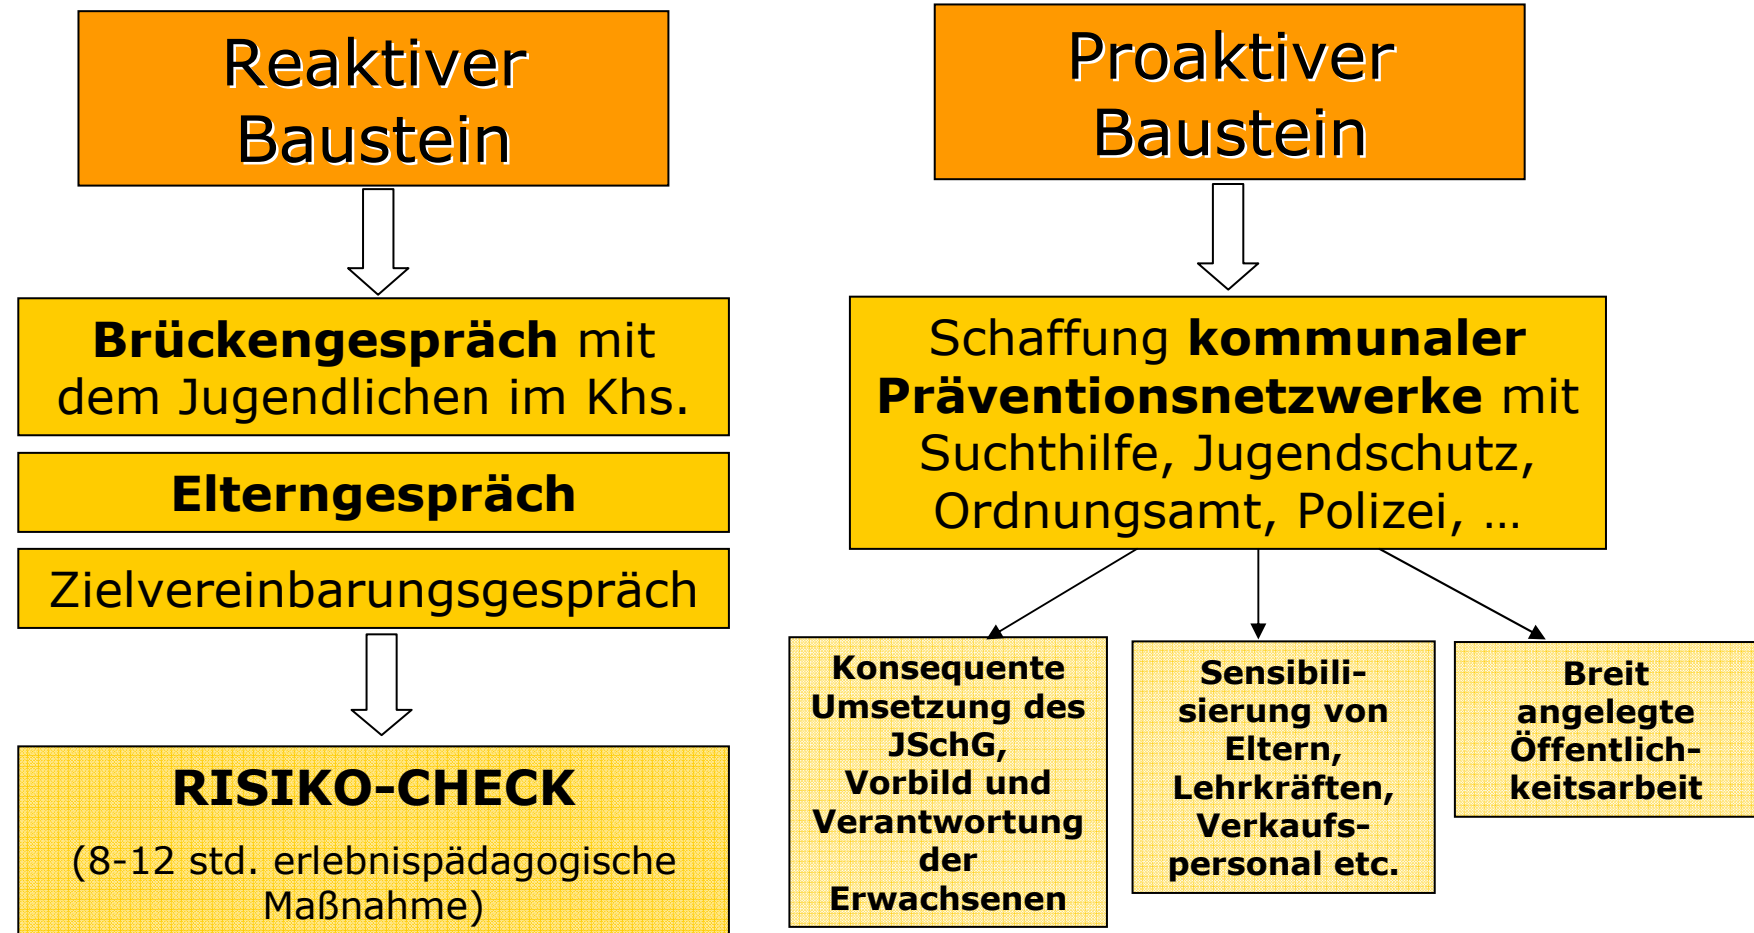 Reaktiver
Baustein
Brückengespräch mit
dem Jugendlichen im Khs.
Elterngespräch
Zielvereinbarungsgespräch
RISIKO-CHECK
(8-12 std. erlebnispädagogische
Maßnahme)
Proaktiver
Baustein
Schaffung kommunaler
Präventionsnetzwerke mit
Suchthilfe, Jugendschutz,
Ordnungsamt, Polizei, …
Konsequente
Umsetzung des
JSchG,
Vorbild und
Verantwortung
der
Erwachsenen
Sensibili-
sierung von
Eltern,
Lehrkräften,
Verkaufs-
personal etc.
Breit
angelegte
Öffentlich-
keitsarbeit